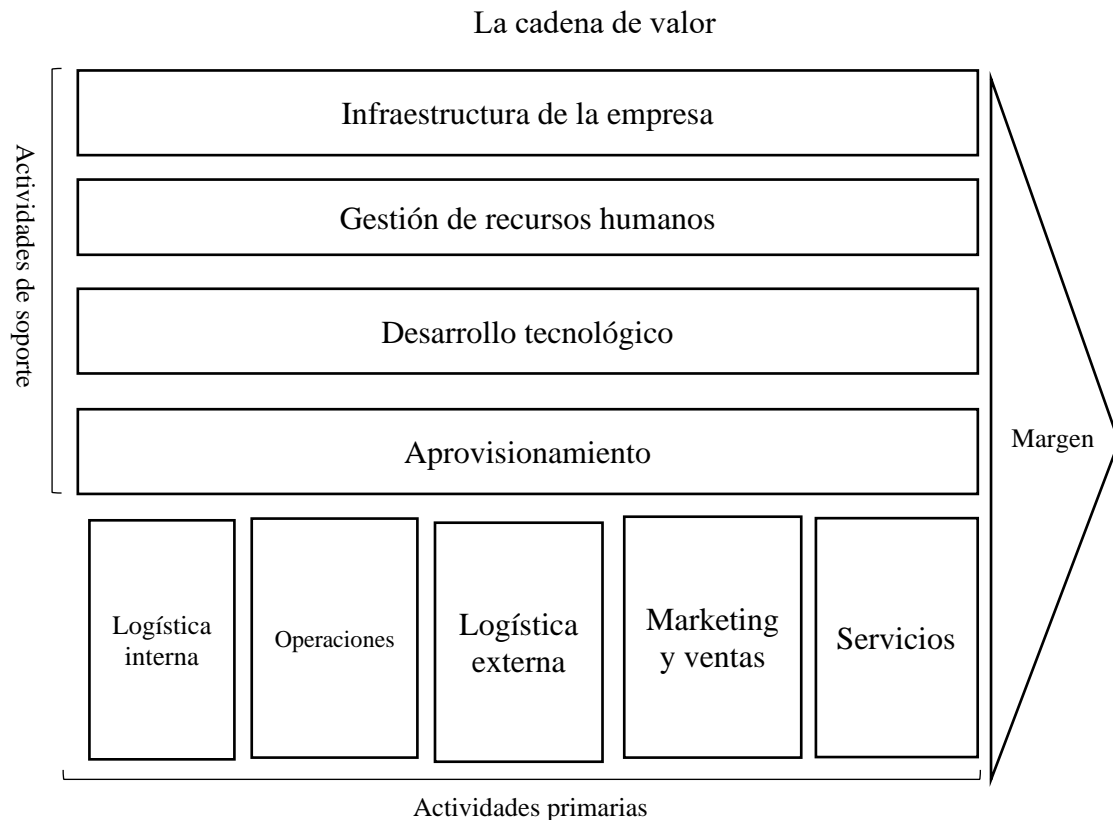 La cadena de valor
Infraestructura de la empresa
Gestión de recursos humanos
Desarrollo tecnológico
Aprovisionamiento
Actividades de soporte
Margen
Logística
interna
Operaciones
Logística
externa
Marketing
y ventas
Servicios
Actividades primarias